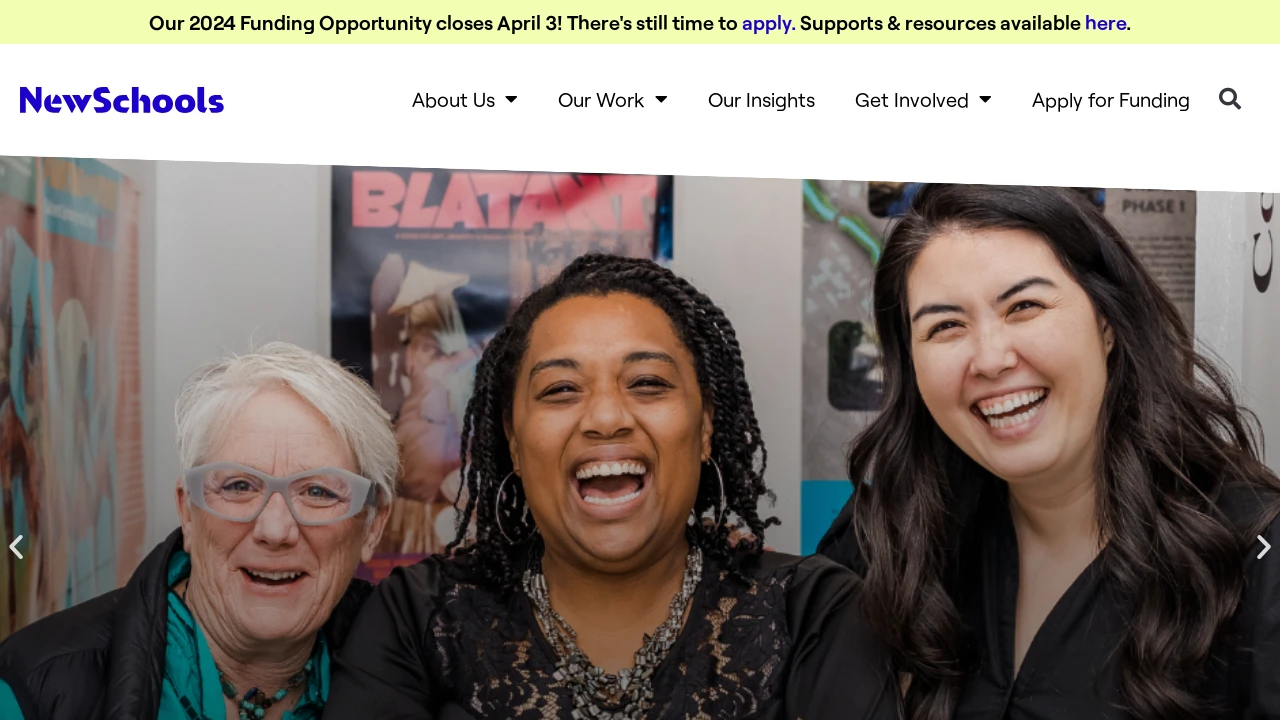 Our 2024 Funding Opportunity closes April 3! There's still time to apply. Supports & resources available here.
NewSchools
About Us
Our Work
Our Insights
Get Involved
Apply for Funding
BLATANT
PHASE 1